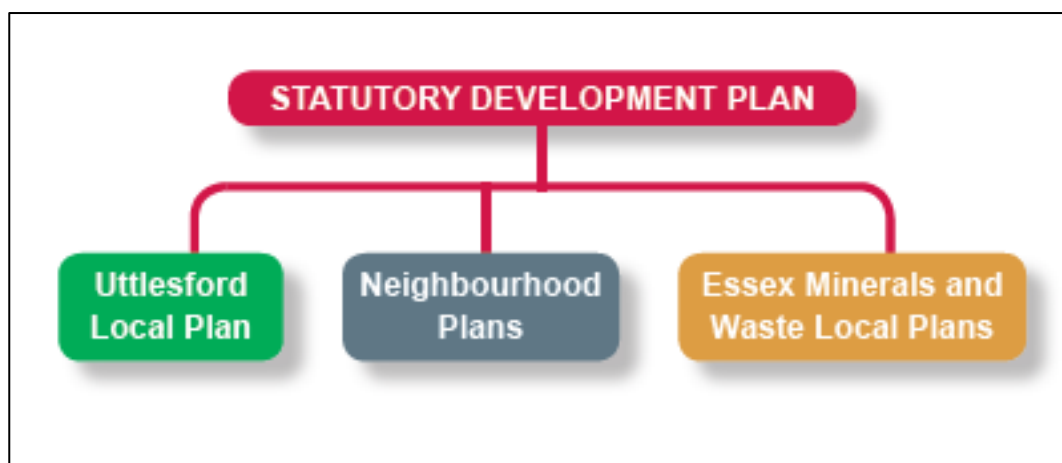 STATUTORY DEVELOPMENT PLAN
Uttlesford
Local Plan
Neighbourhood
Plans
Essex Minerals and
Waste Local Plans